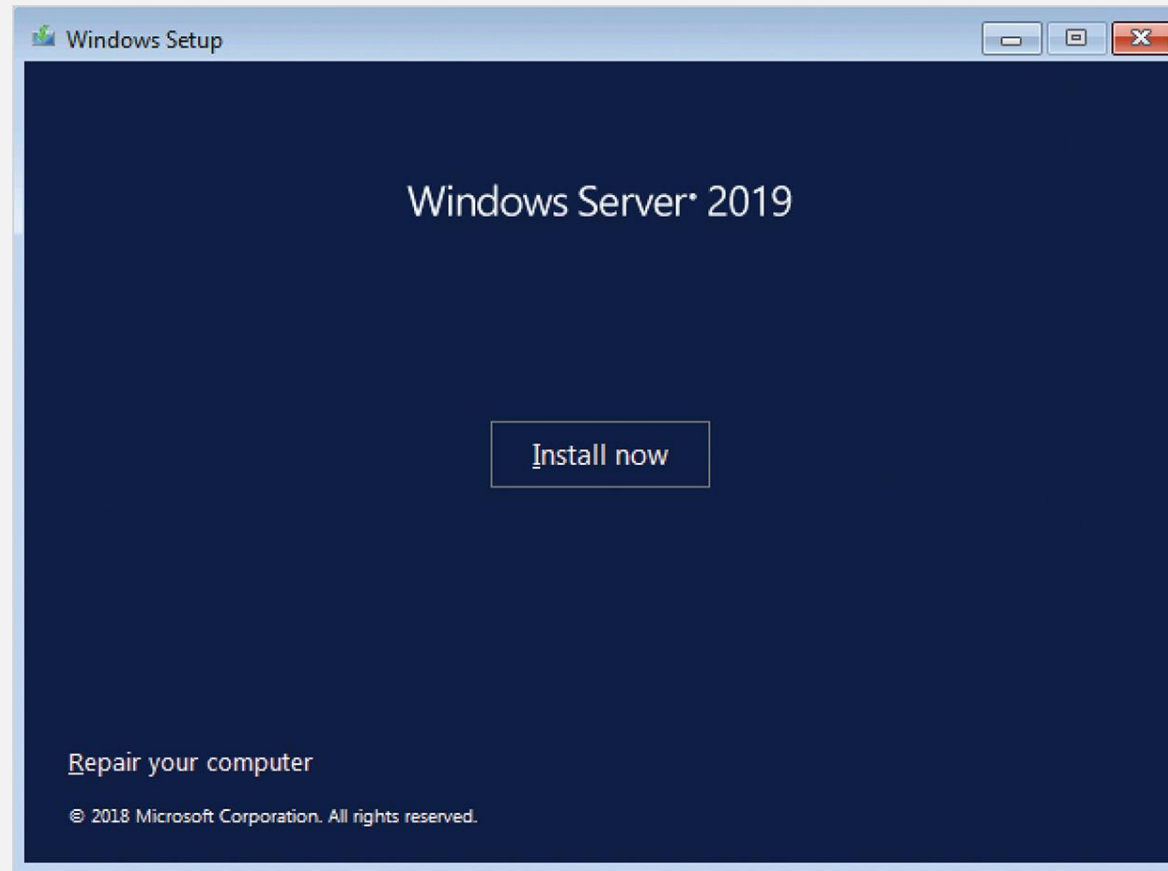 Windows Setup
Windows Server® 2019
Install now
Repair your computer
© 2018 Microsoft Corporation. All rights reserved.